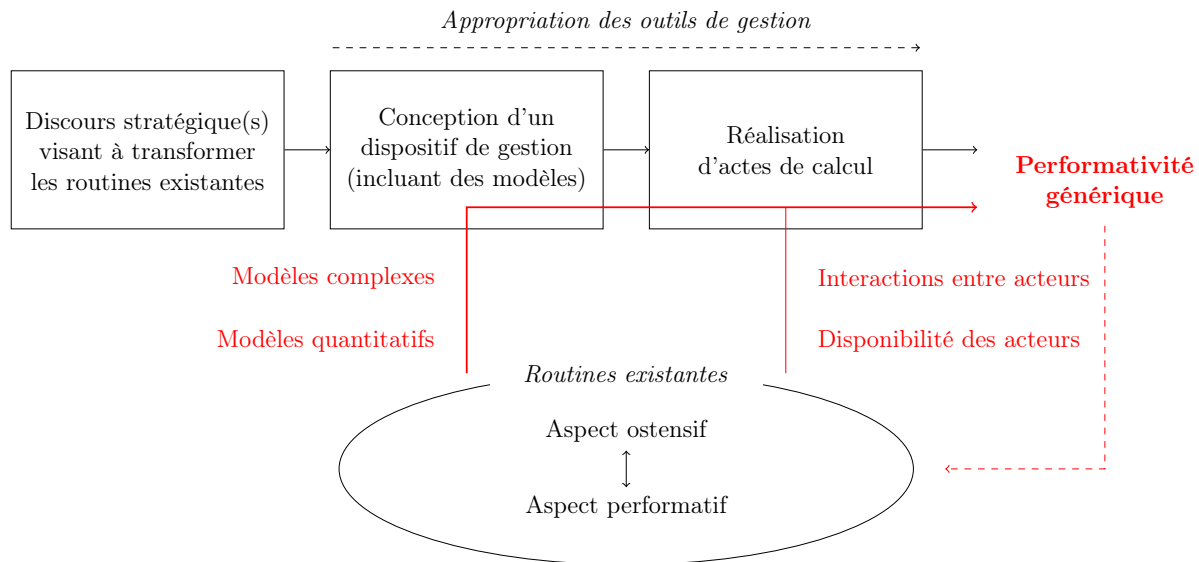 Appropriation des outils de gestion
Discours stratégique(s)
visant à transformer
les routines existantes
Conception d'un
dispositif de gestion
(incluant des modèles)
Réalisation
d'actes de calcul
Performativité
générique
Modèles complexes
Modèles quantitatifs
Interactions entre acteurs
Disponibilité des acteurs
Routines existantes
Aspect ostensif
Aspect performatif